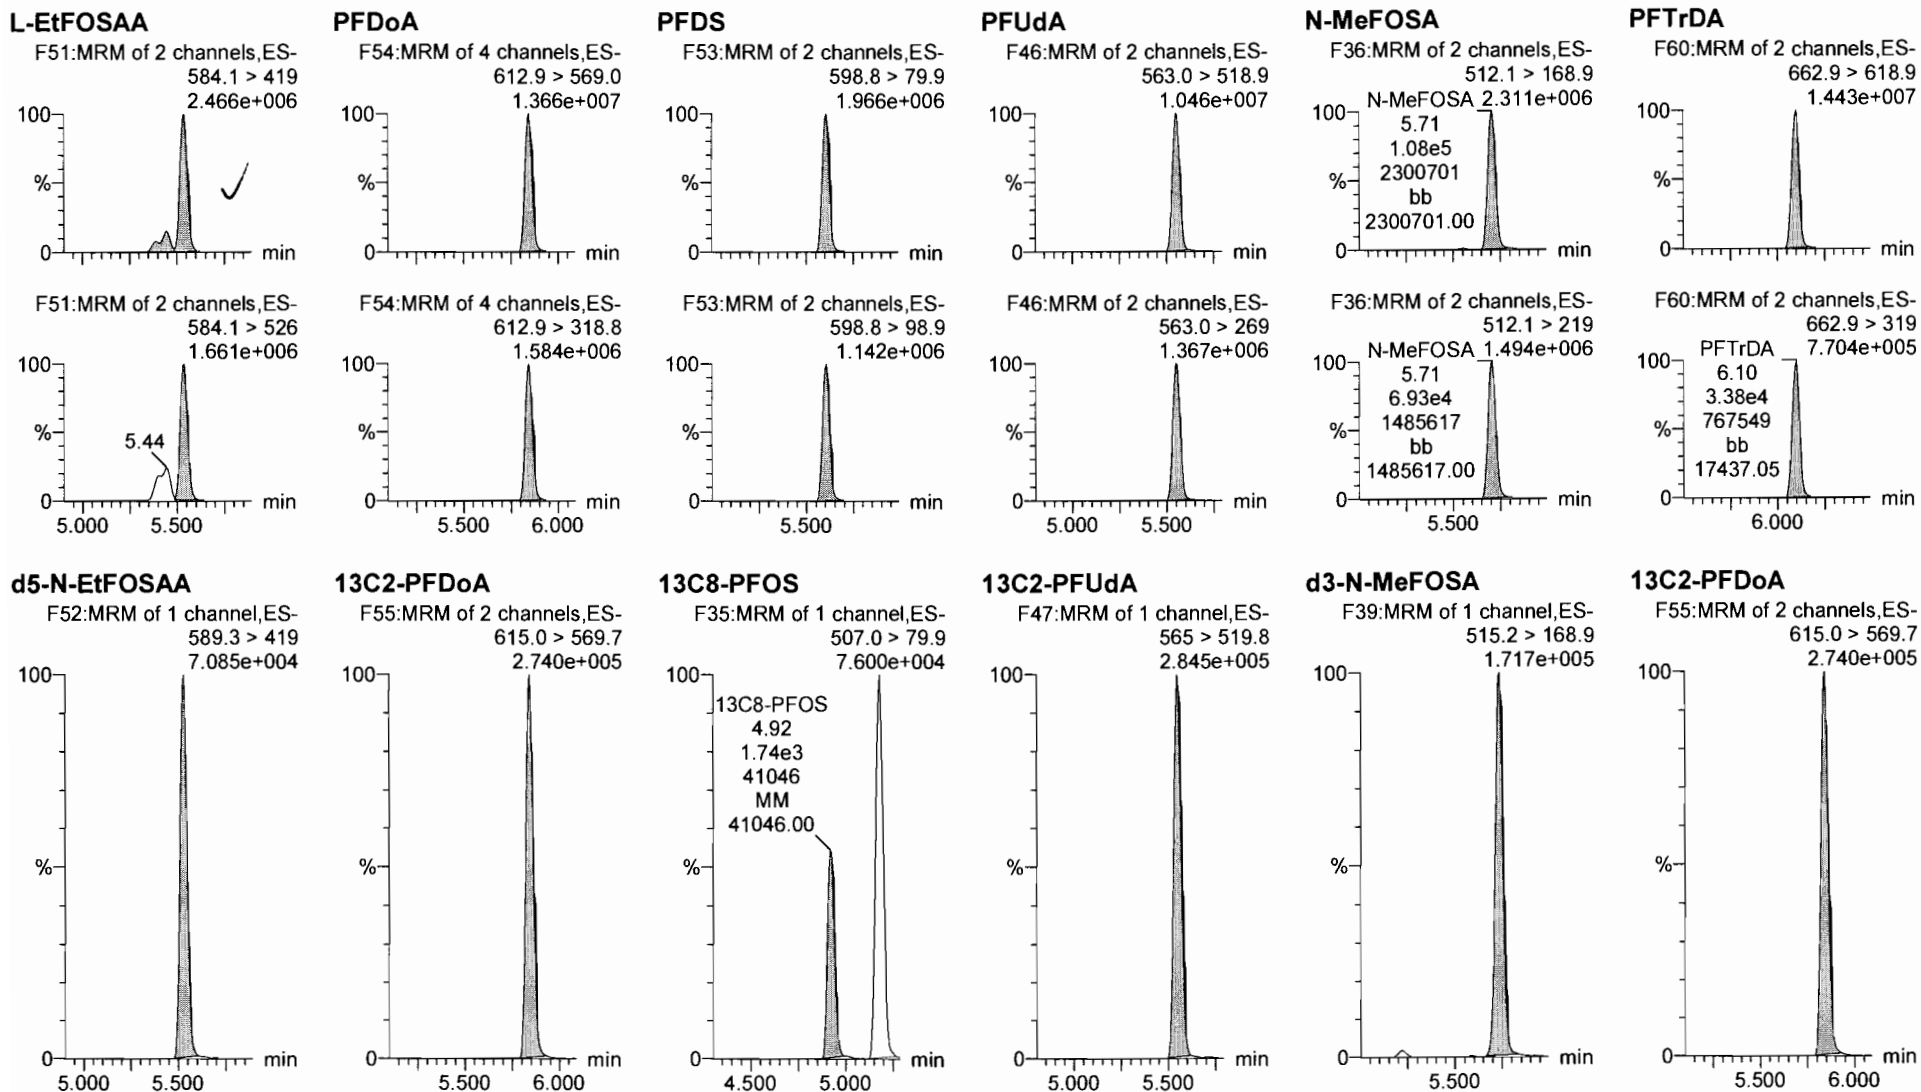 L-EtFOSAA
F51:MRM of 2 channels,ES-
584.1 > 419
2.466e+006
100
%
0
min
F51:MRM of 2 channels,ES-
584.1 > 526
1.661e+006
100
5.44
%
0
min
5.000 5.500
PFDoA
F54:MRM of 4 channels,ES-
612.9 > 569.0
1.366e+007
100
%
0
min
F54:MRM of 4 channels,ES-
612.9 > 318.8
1.584e+006
100
%
0
min
5.500 6.000
PFDS
F53:MRM of 2 channels,ES-
598.8 > 79.9
1.966e+006
100
%
0
min
F53:MRM of 2 channels,ES-
598.8 > 98.9
1.142e+006
100
%
0
min
5.500
PFUdA
F46:MRM of 2 channels,ES-
563.0 > 518.9
1.046e+007
100
%
0
min
F46:MRM of 2 channels,ES-
563.0 > 269
1.367e+006
100
%
0
min
5.000 5.500
N-MeFOSA
F36:MRM of 2 channels,ES-
512.1 > 168.9
N-MeFOSA 2.311e+006
100
5.71
1.08e5
2300701
%
bb
2300701.00
0
min
F36:MRM of 2 channels,ES-
512.1 > 219
N-MeFOSA 1.494e+006
100
5.71
6.93e4
1485617
%
bb
1485617.00
0
min
5.500
PFTrDA
F60:MRM of 2 channels,ES-
662.9 > 618.9
1.443e+007
100
%
0
min
F60:MRM of 2 channels,ES-
662.9 > 319
PFTrDA 7.704e+005
100
6.10
3.38e4
767549
%
bb
17437.05
0
min
6.000
d5-N-EtFOSAA
F52:MRM of 1 channel,ES-
589.3 > 419
7.085e+004
100
%
0
min
5.000 5.500
13C2-PFDoA
F55:MRM of 2 channels,ES-
615.0 > 569.7
2.740e+005
100
%
0
min
5.500 6.000
13C8-PFOS
F35:MRM of 1 channel,ES-
507.0 > 79.9
7.600e+004
100
13C8-PFOS
4.92
1.74e3
41046
MM
41046.00
%
0
min
4.500 5.000
13C2-PFUdA
F47:MRM of 1 channel,ES-
565 > 519.8
2.845e+005
100
%
0
min
5.000 5.500
d3-N-MeFOSA
F39:MRM of 1 channel,ES-
515.2 > 168.9
1.717e+005
100
%
0
min
5.500
13C2-PFDoA
F55:MRM of 2 channels,ES-
615.0 > 569.7
2.740e+005
100
%
0
min
5.500 6.000